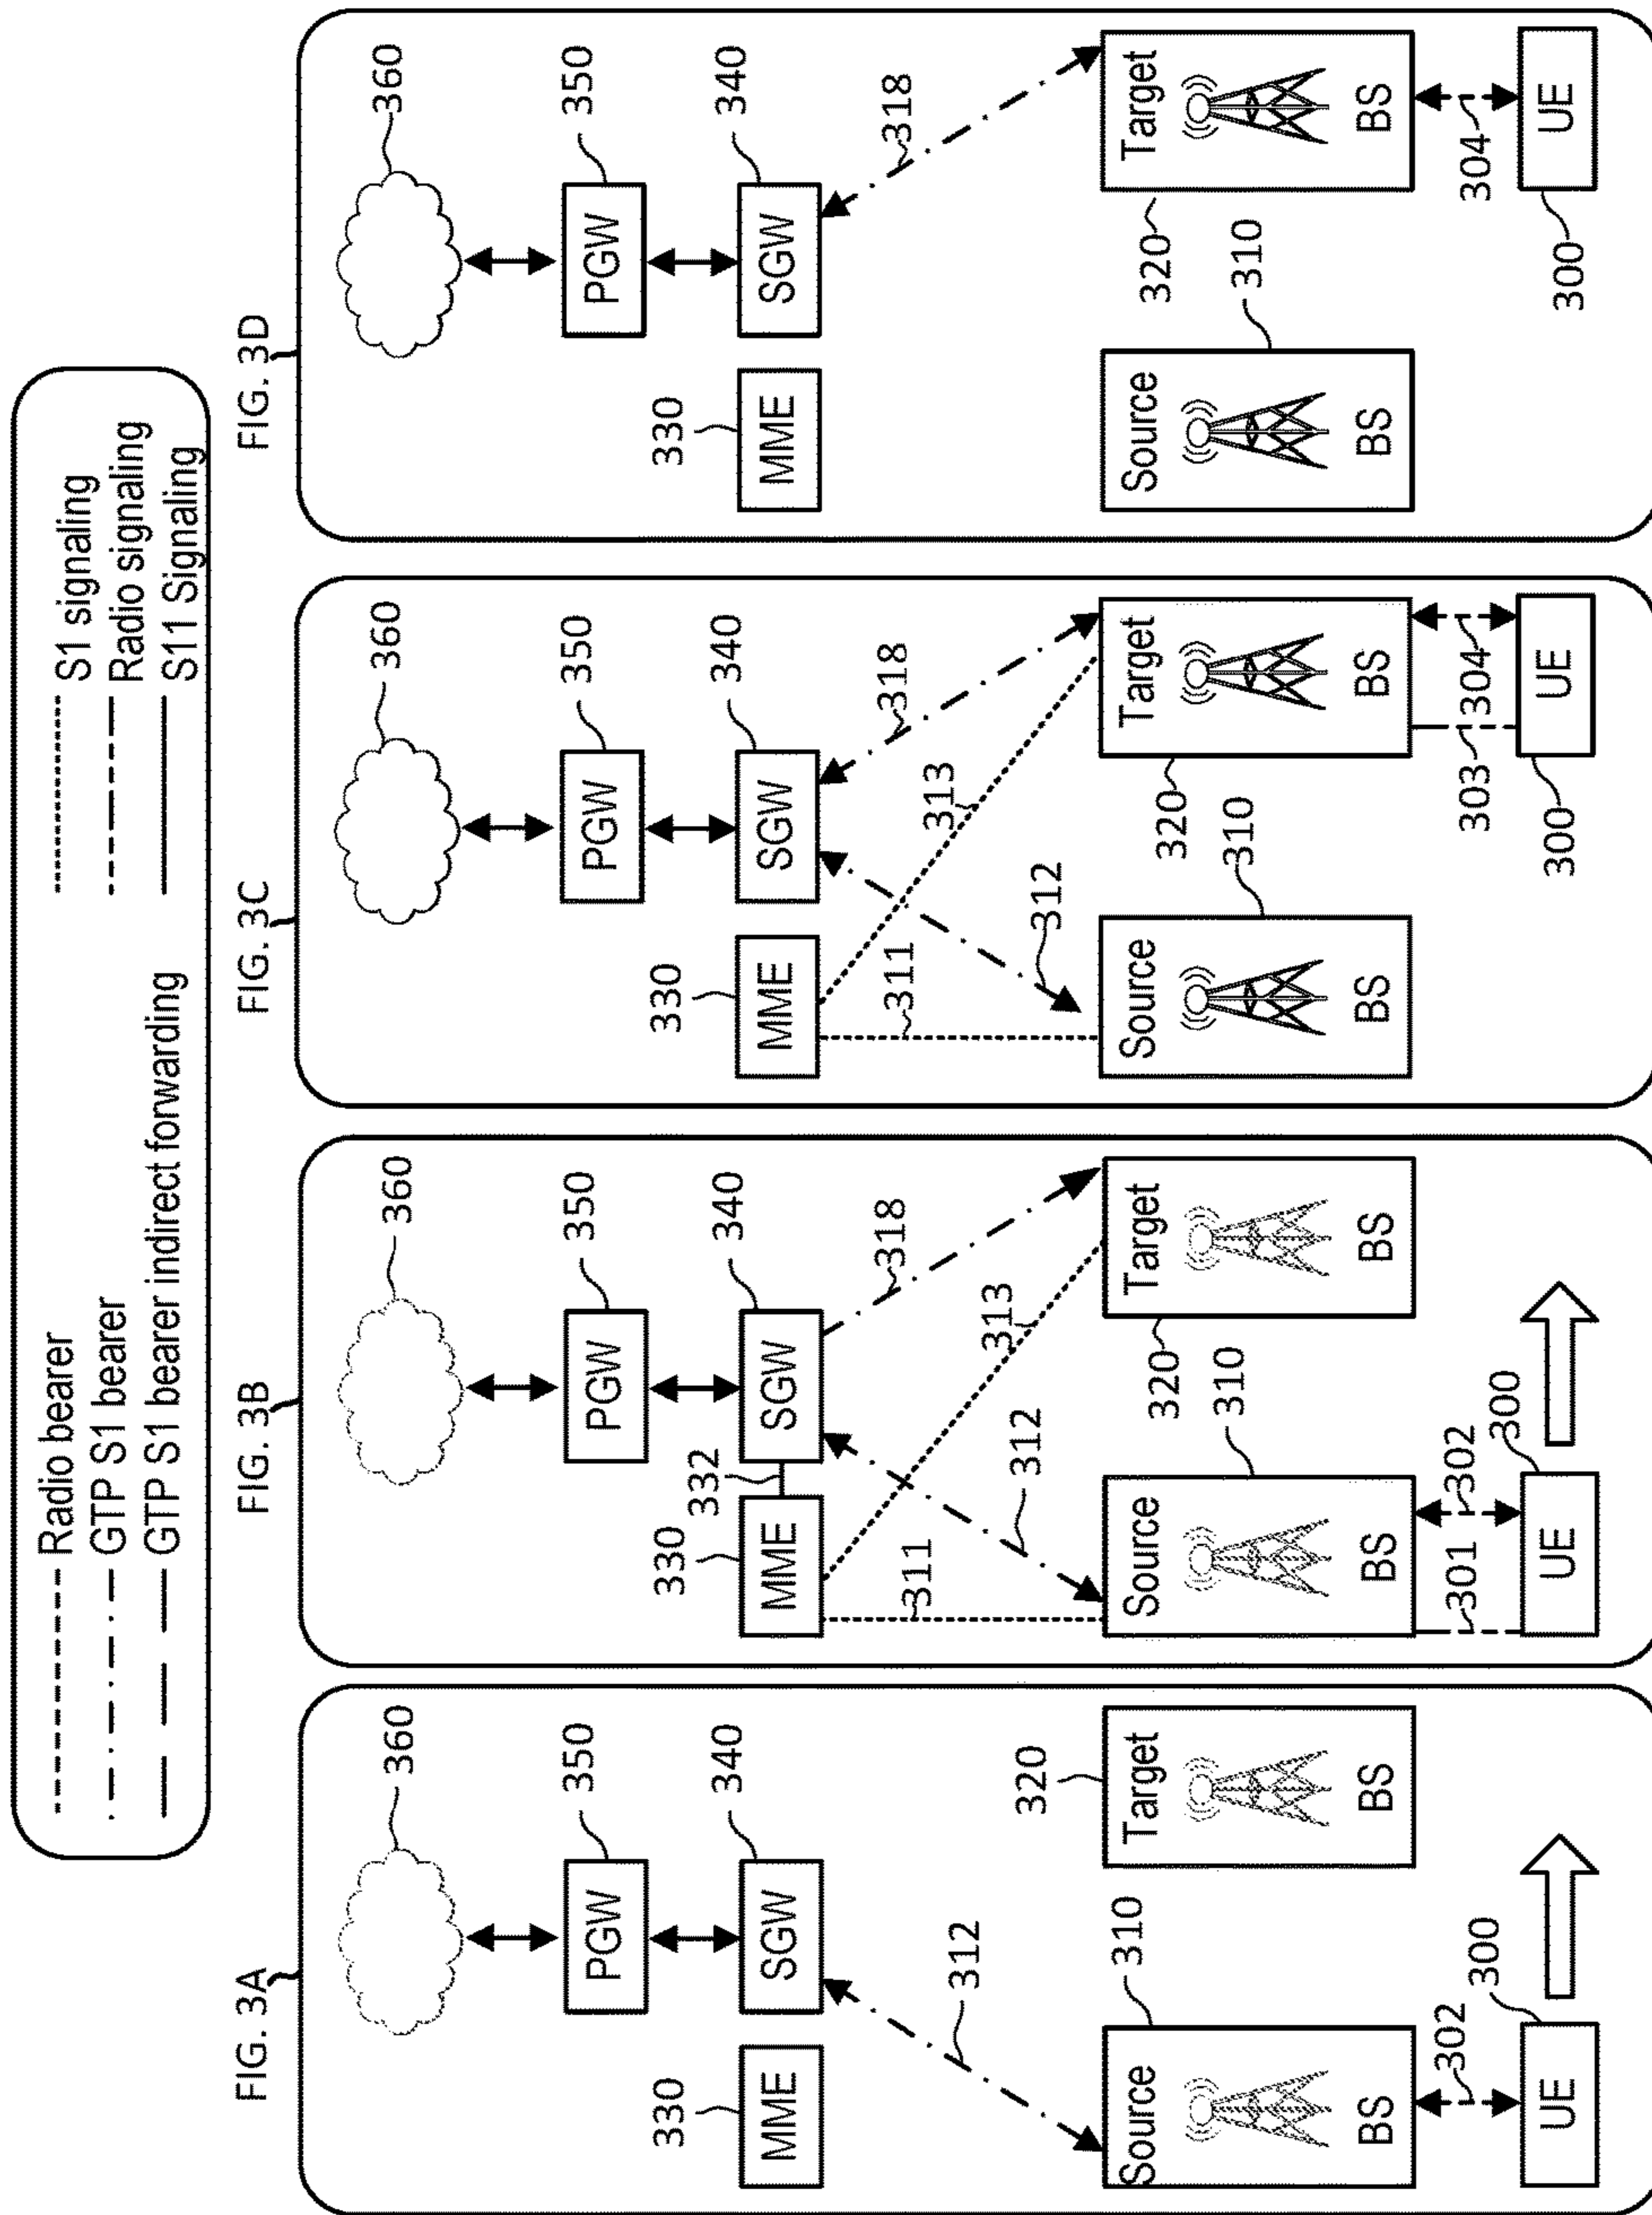 Radio bearer
GTP S1 bearer
GTP S1 bearer indirect forwarding
S1 signaling
Radio signaling
S11 Signaling
FIG. 3A
360
350
PGW
340
SGW
330
MME
312
310
320
Source
BS
Target
BS
302
300
UE
FIG. 3B
360
350
PGW
340
SGW
332
330
MME
318
313
311
312
310
320
Source
BS
Target
BS
301
302
300
UE
FIG. 3C
360
350
PGW
340
SGW
330
MME
318
313
311
312
310
320
Source
BS
Target
BS
303
304
300
UE
FIG. 3D
360
350
PGW
340
SGW
330
MME
318
320
310
Source
BS
Target
BS
304
300
UE